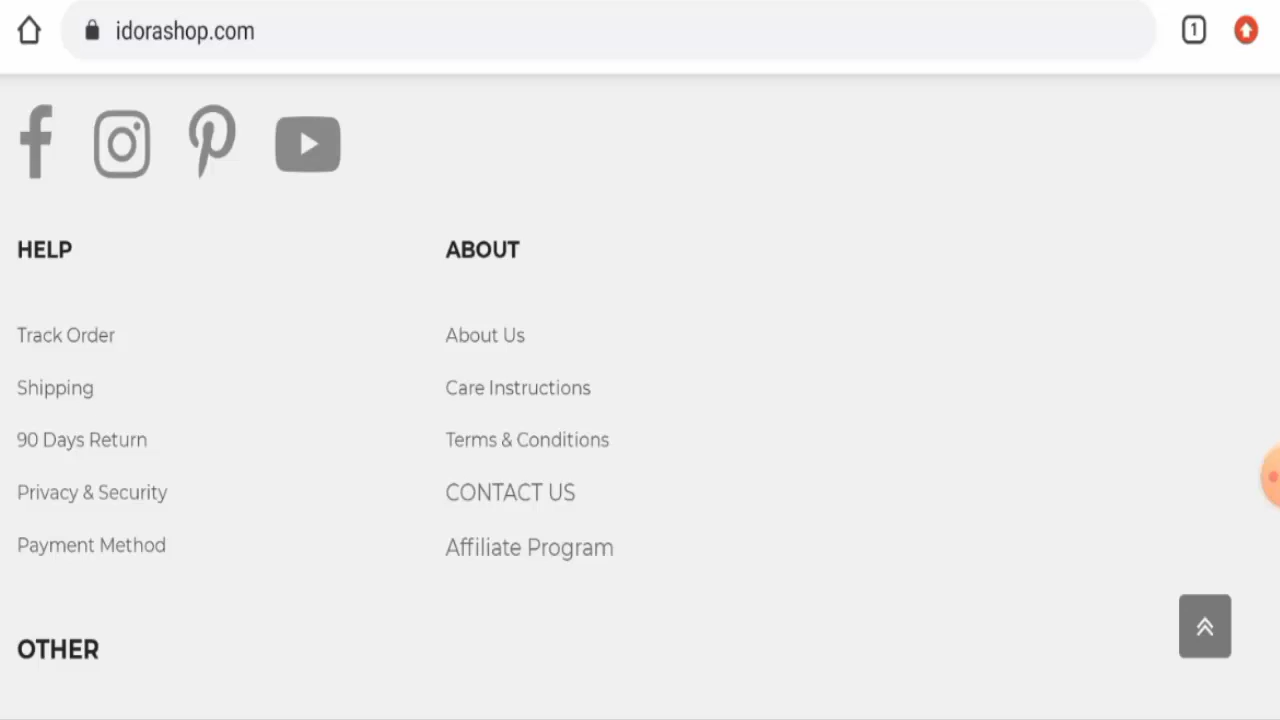 idorashop.com
1
HELP
Track Order
Shipping
90 Days Return
Privacy & Security
Payment Method
ABOUT
About Us
Care Instructions
Terms & Conditions
CONTACT US
Affiliate Program
OTHER